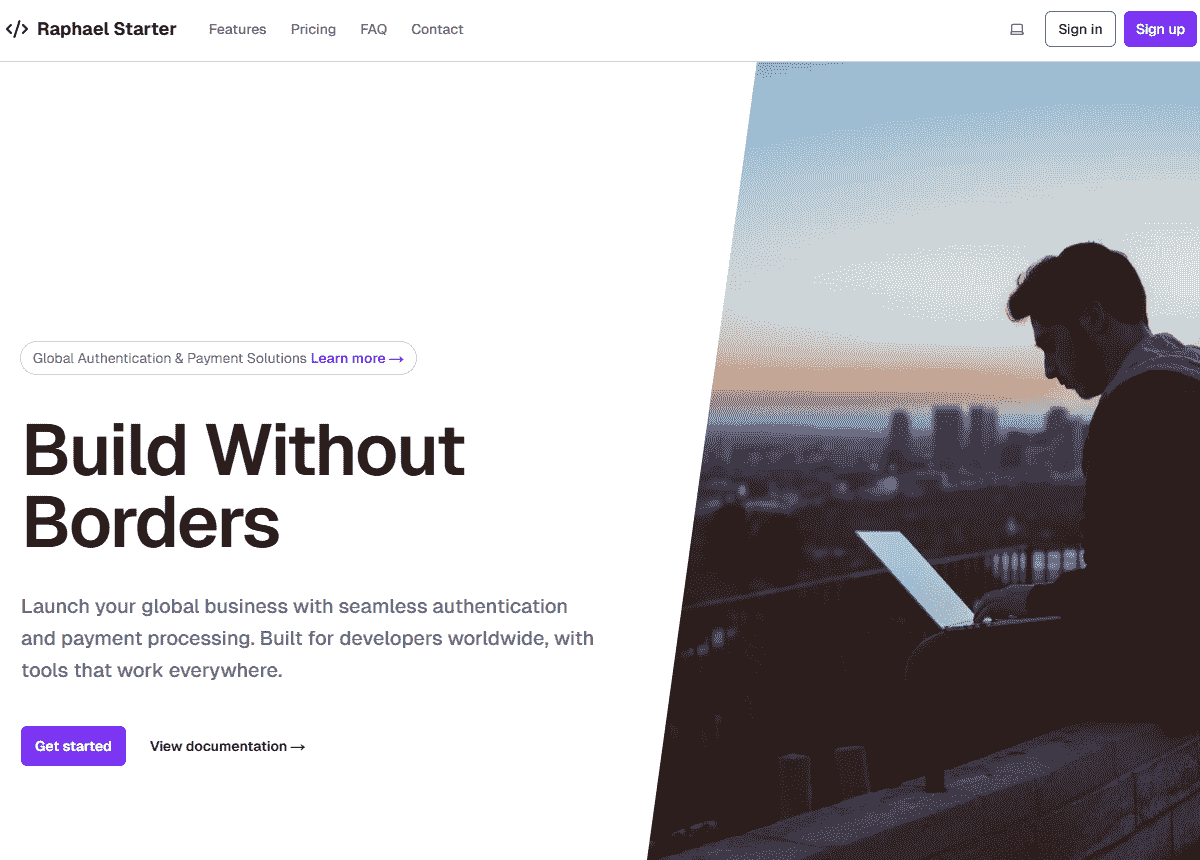 </> Raphael Starter
Features
Pricing
FAQ
Contact
Sign in
Sign up
Global Authentication & Payment Solutions Learn more →
Build Without
Borders
Launch your global business with seamless authentication
and payment processing. Built for developers worldwide, with
tools that work everywhere.
Get started
View documentation →